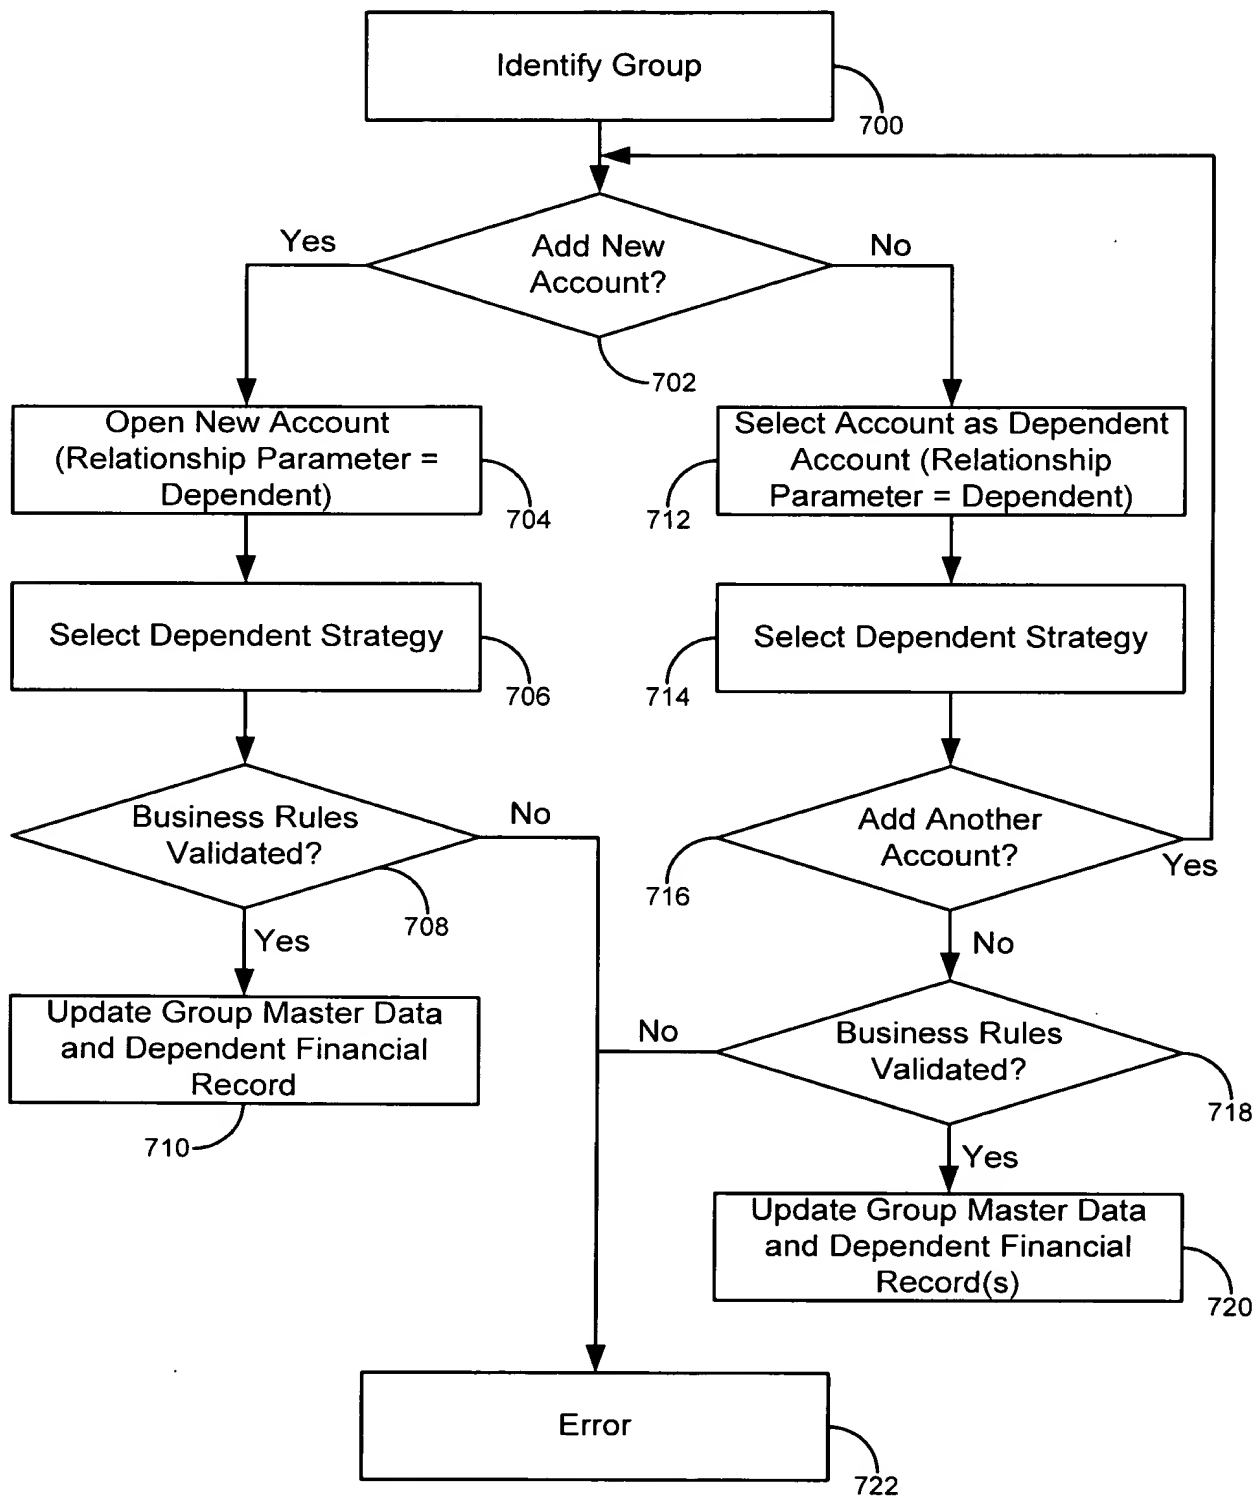 Identify Group
700
Yes
Add New
Account?
No
702
Open New Account
(Relationship Parameter =
Dependent)
704
Select Account as Dependent
Account (Relationship
Parameter = Dependent)
712
Select Dependent Strategy
706
Select Dependent Strategy
714
Business Rules
Validated?
No
708
Yes
Add Another
Account?
Yes
716
No
Update Group Master Data
and Dependent Financial
Record
710
No
Business Rules
Validated?
718
Yes
Update Group Master Data
and Dependent Financial
Record(s)
720
Error
722